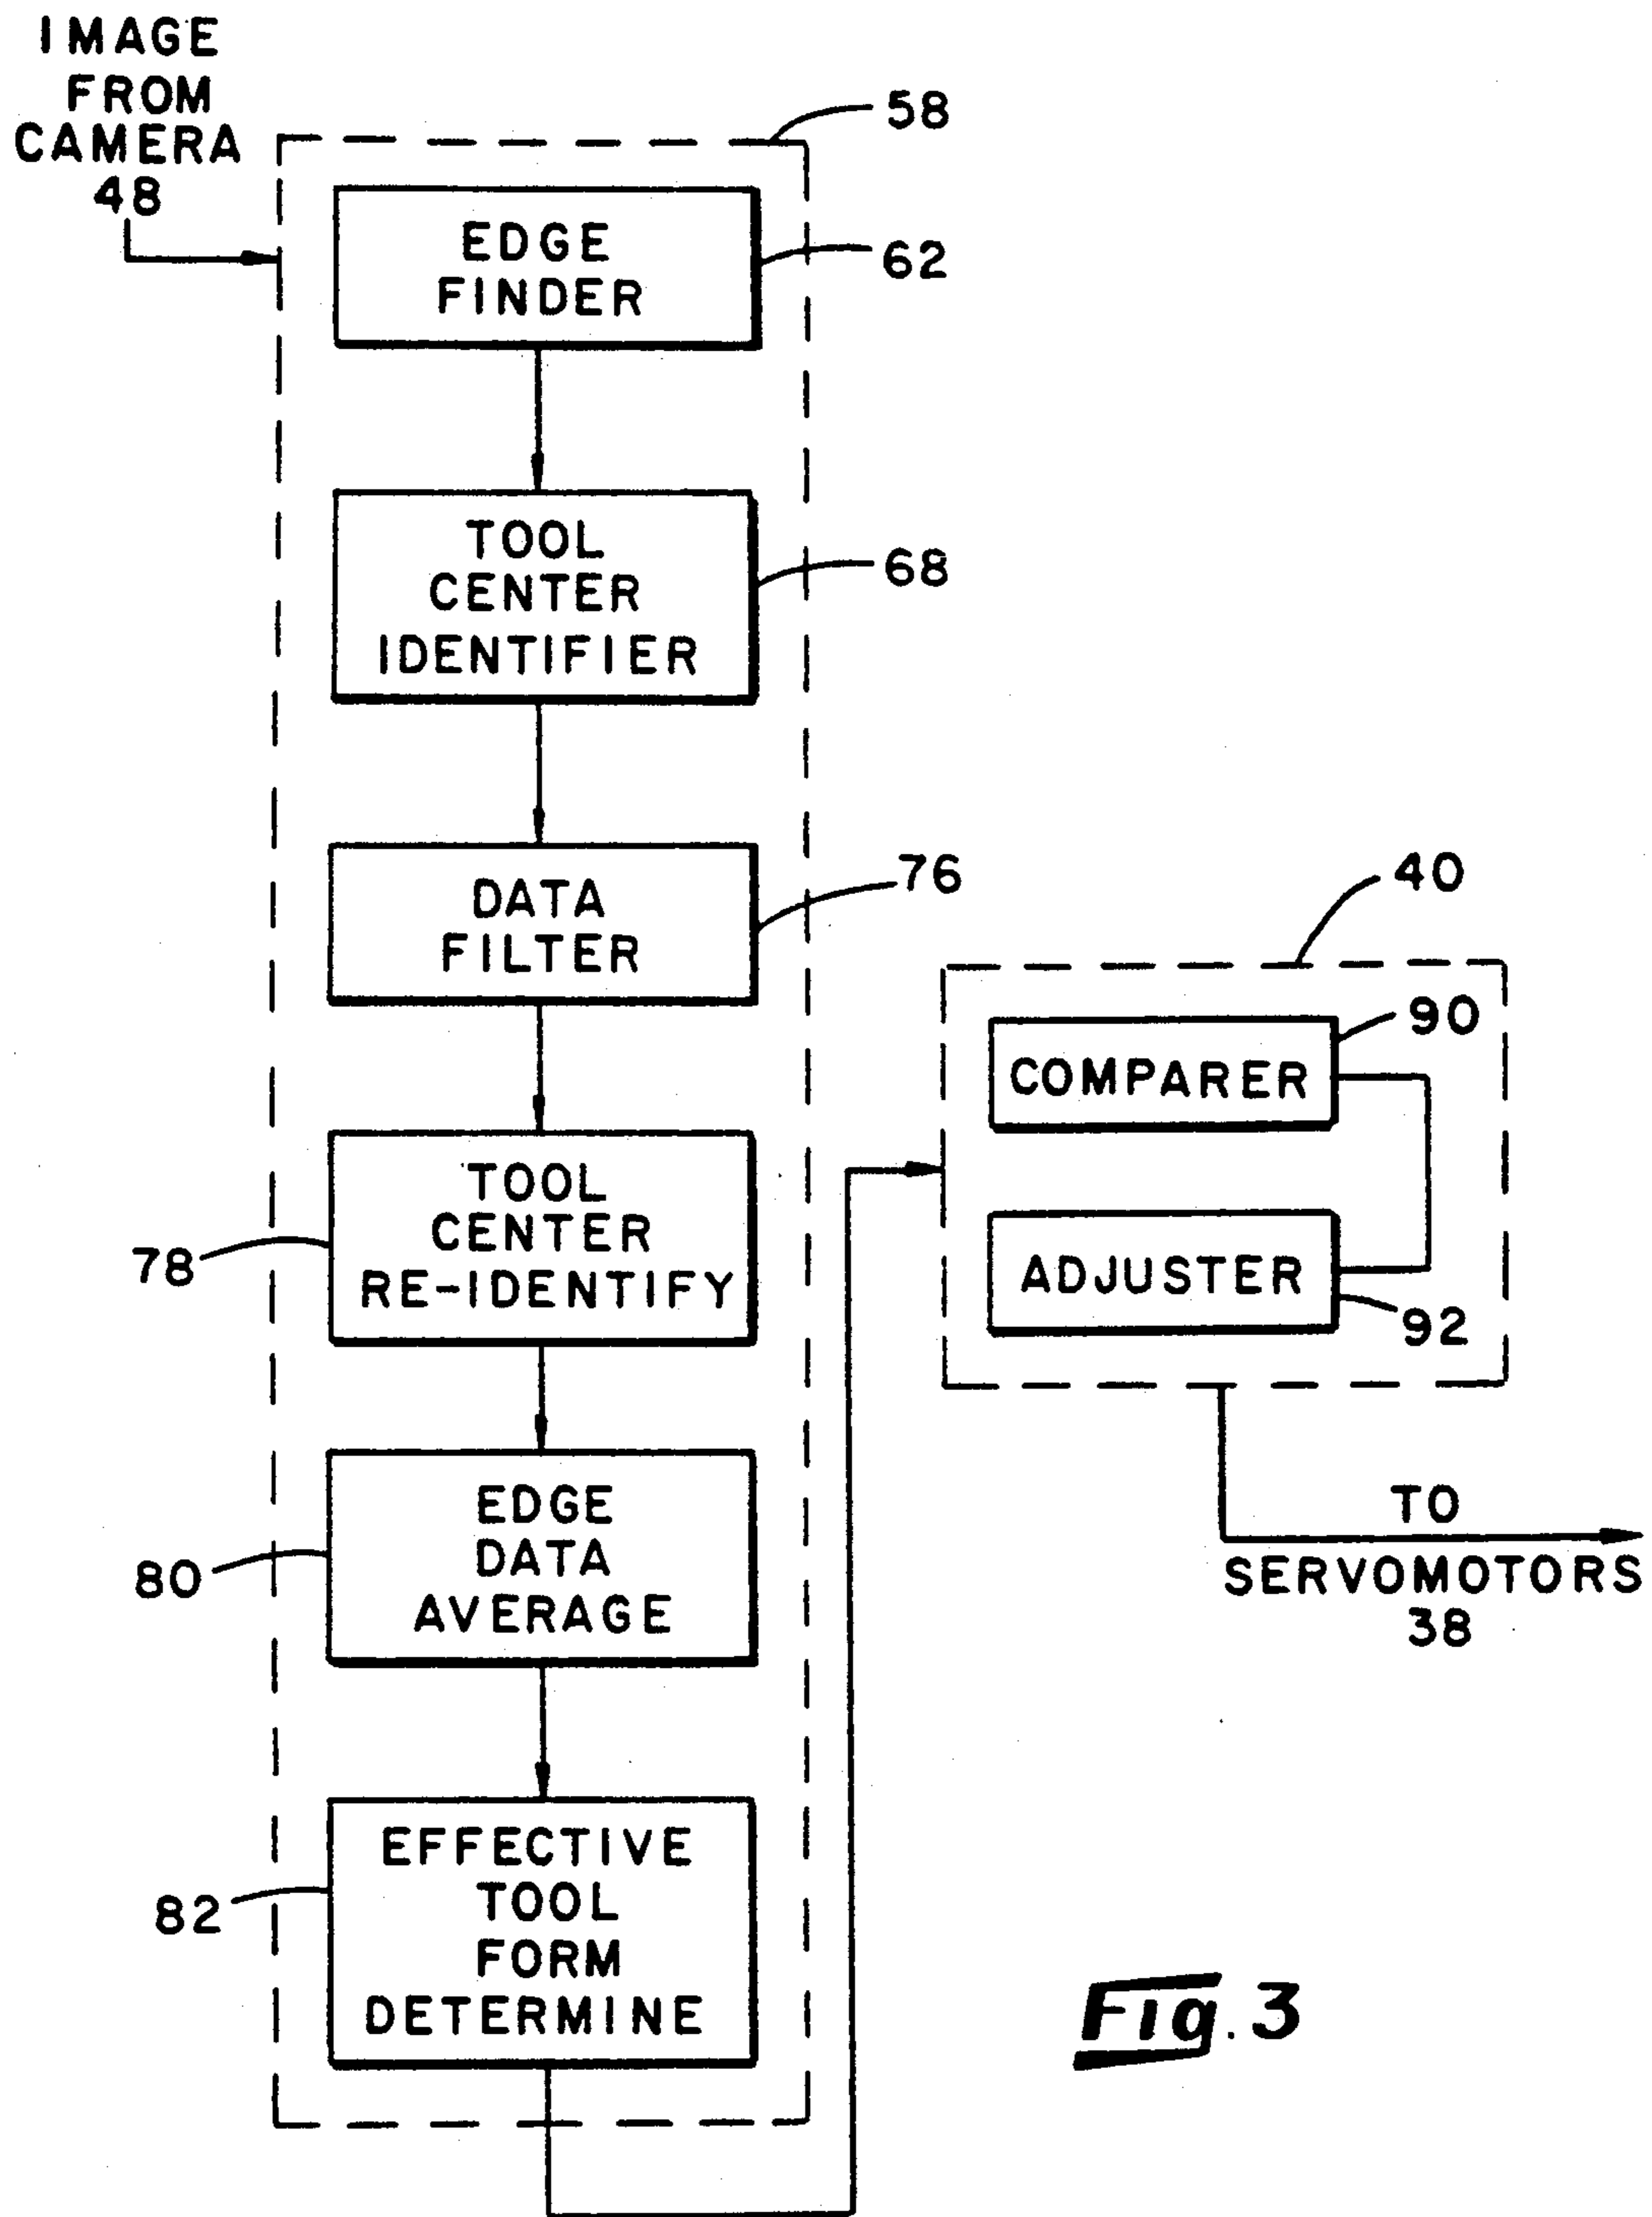 IMAGE
FROM
CAMERA
48
58
EDGE
FINDER
62
TOOL
CENTER
IDENTIFIER
68
DATA
FILTER
76
TOOL
CENTER
RE-IDENTIFY
78
EDGE
DATA
AVERAGE
80
EFFECTIVE
TOOL
FORM
DETERMINE
82
40
COMPARER
90
ADJUSTER
92
TO
SERVOMOTORS
38
Fig. 3